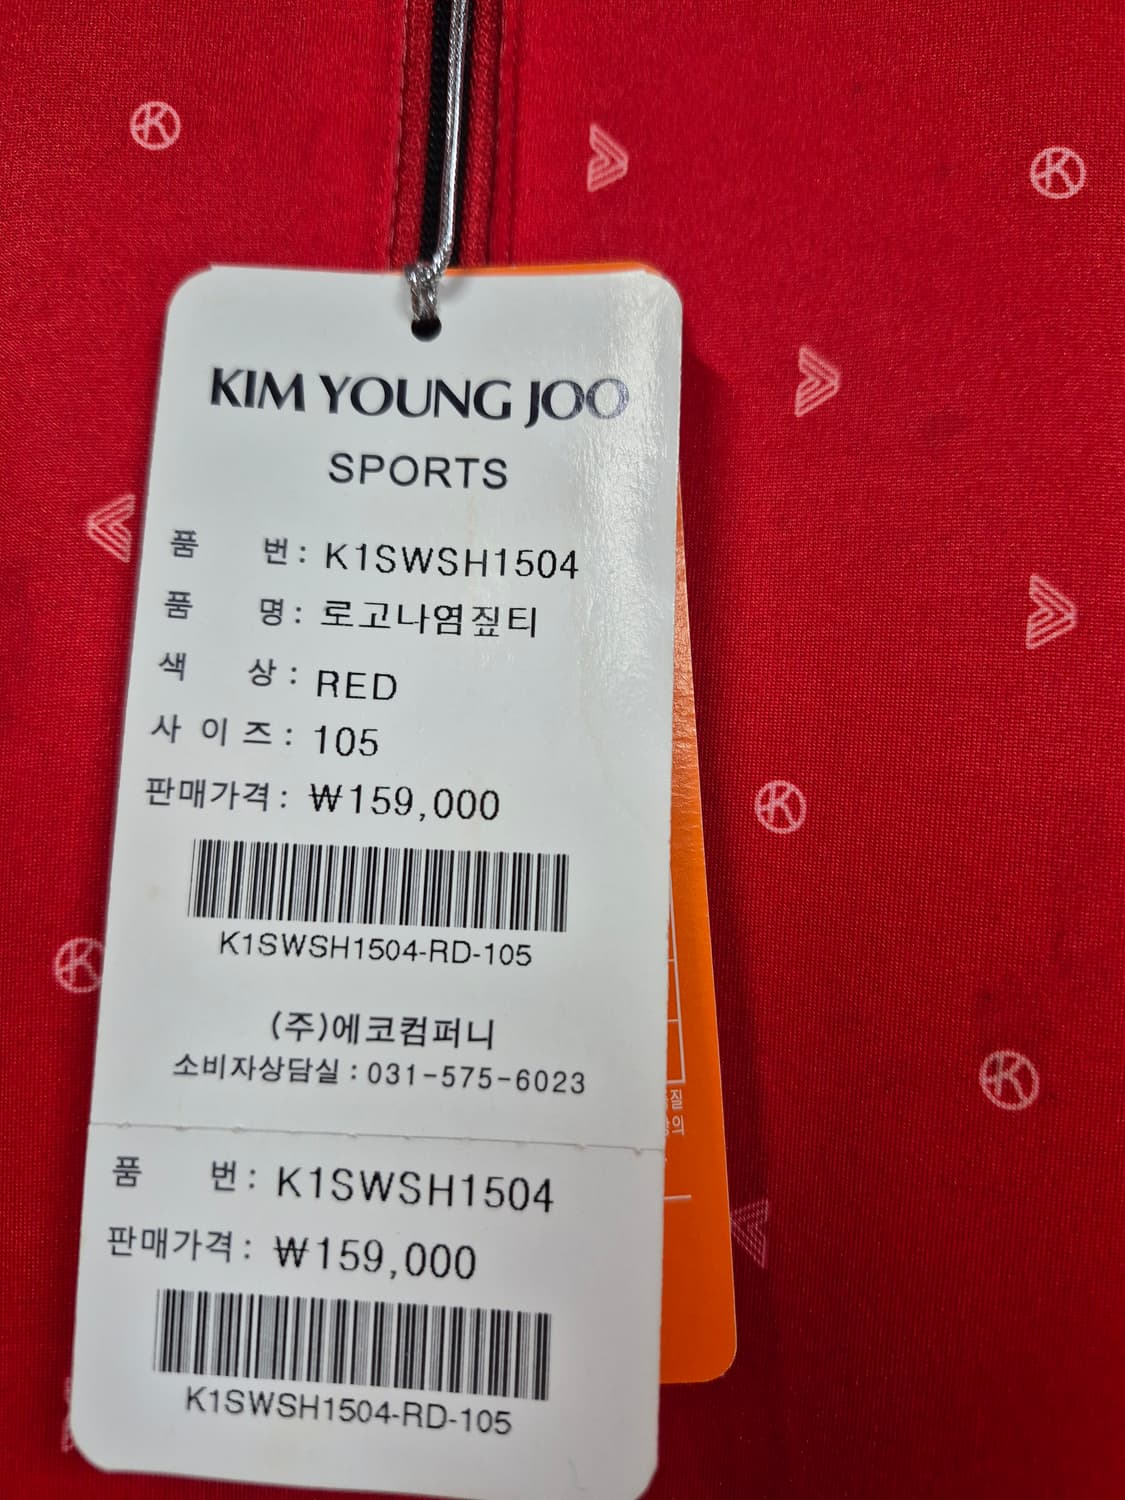 KIM YOUNG JOO
SPORTS
품 번 : K1SWSH1504
품 명 : 로고나염짚티
색 상 : RED
사 이 즈 : 105
판매가격 : ₩159,000
K1SWSH1504-RD-105
(주)에코컴퍼니
소비자상담실 : 031-575-6023
품 번 : K1SWSH1504
판매가격 : ₩159,000
K1SWSH1504-RD-105